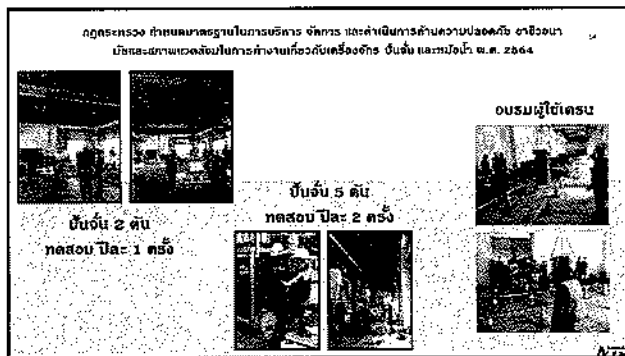 กฎกระทรวง กำหนดมาตรฐานในการบริหาร จัดการ และดำเนินการด้านความปลอดภัย อาชีวอนา
มัยและสภาพแวดล้อมในการทำงานเกี่ยวกับเครื่องจักร ปั้นจั่น และหม้อน้ำ พ.ศ. 2564
อบรมผู้ใช้เครน
ปั้นจั่น 5 ตัน
ทดสอบ ปีละ 2 ครั้ง
ปั้นจั่น 2 ตัน
ทดสอบ ปีละ 1 ครั้ง